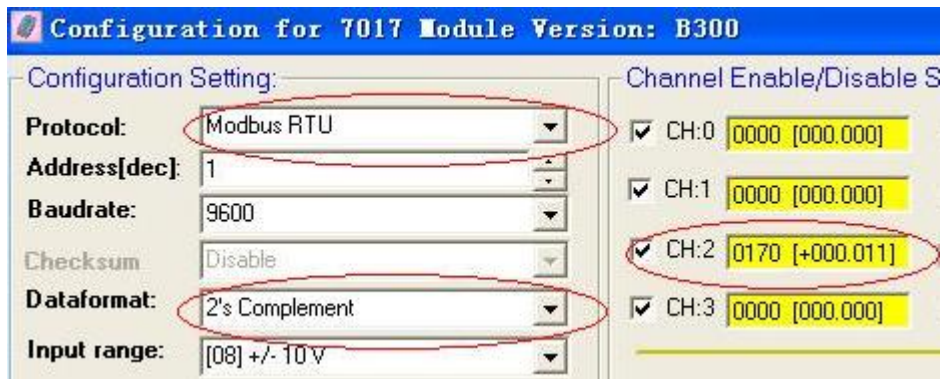 Configuration for 7017 Module Version: B300
Configuration Setting:
Protocol: Modbus RTU
Address[dec]: 1
Baudrate: 9600
Checksum Disable
Dataformat: 2's Complement
Input range: [08] +/- 10 V
Channel Enable/Disable S
CH:0 0000 [000.000]
CH:1 0000 [000.000]
CH:2 0170 [+000.011]
CH:3 0000 [000.000]